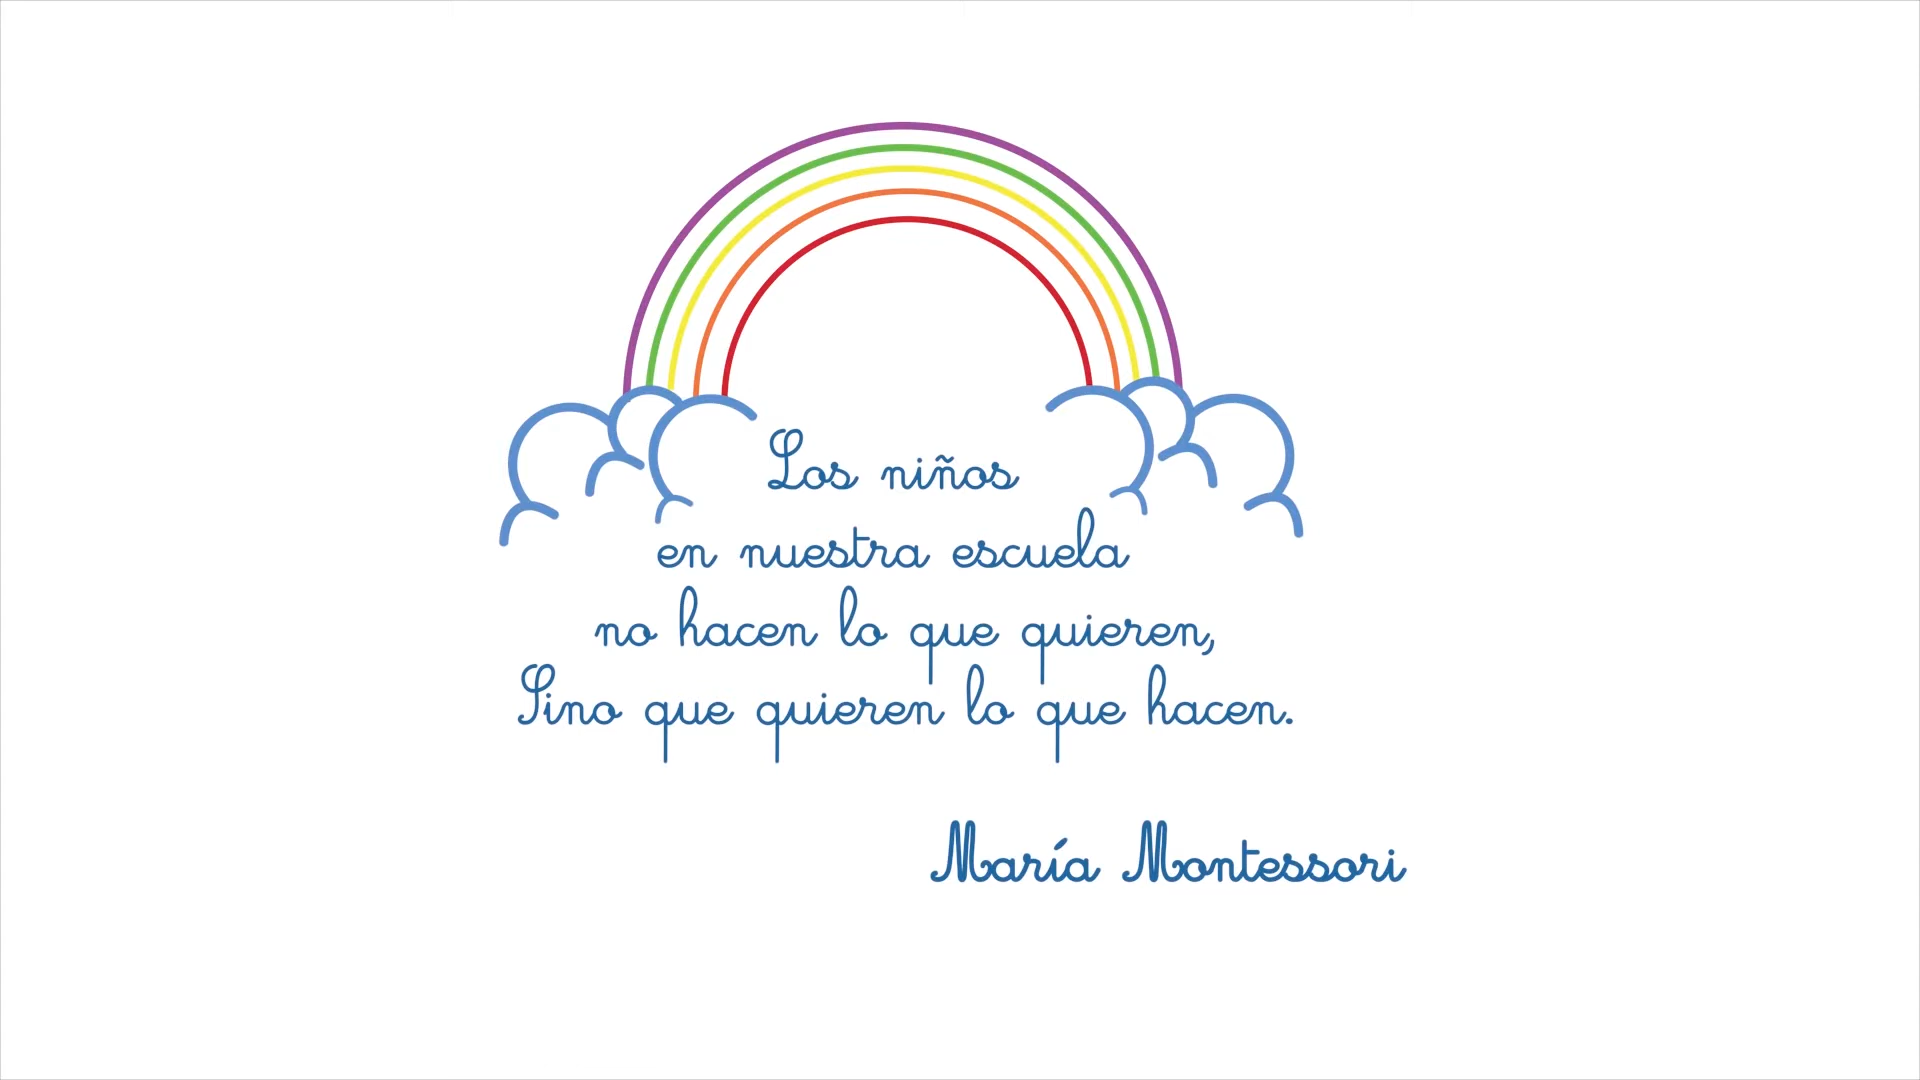 Los niños
en nuestra escuela
no hacen lo que quieren,
Sino que quieren lo que hacen.
María Montessori